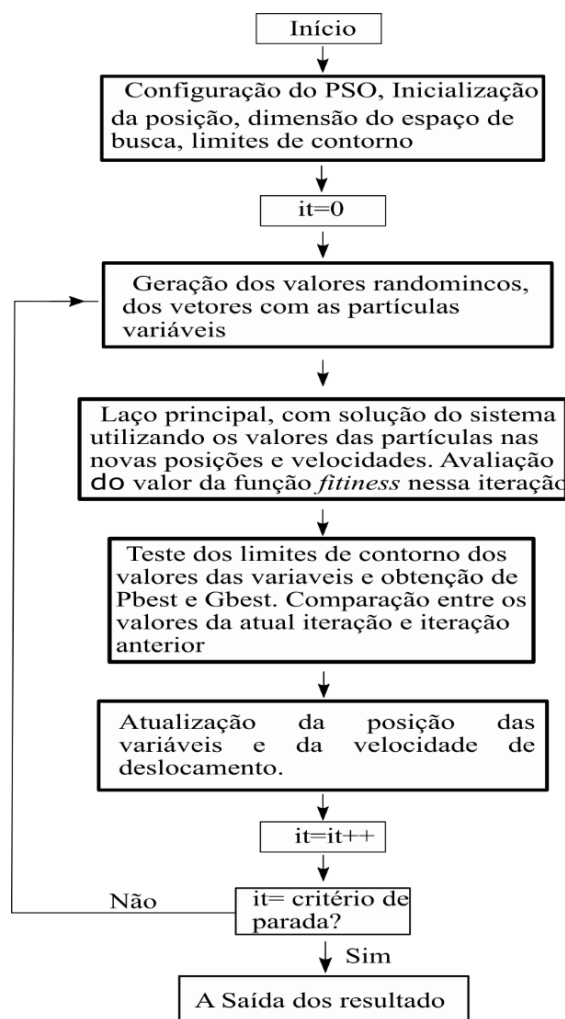 Início
Configuração do PSO, Inicialização
da posição, dimensão do espaço de
busca, limites de contorno
it=0
Geração dos valores randomincos,
dos vetores com as partículas
variáveis
Laço principal, com solução do sistema
utilizando os valores das partículas nas
novas posições e velocidades. Avaliação
do valor da função fitiness nessa iteração
Teste dos limites de contorno dos
valores das variaveis e obtenção de
Pbest e Gbest. Comparação entre os
valores da atual iteração e iteração
anterior
Atualização da posição das
variáveis e da velocidade de
deslocamento.
it=it++
Não
it= critério de
parada?
Sim
A Saída dos resultado